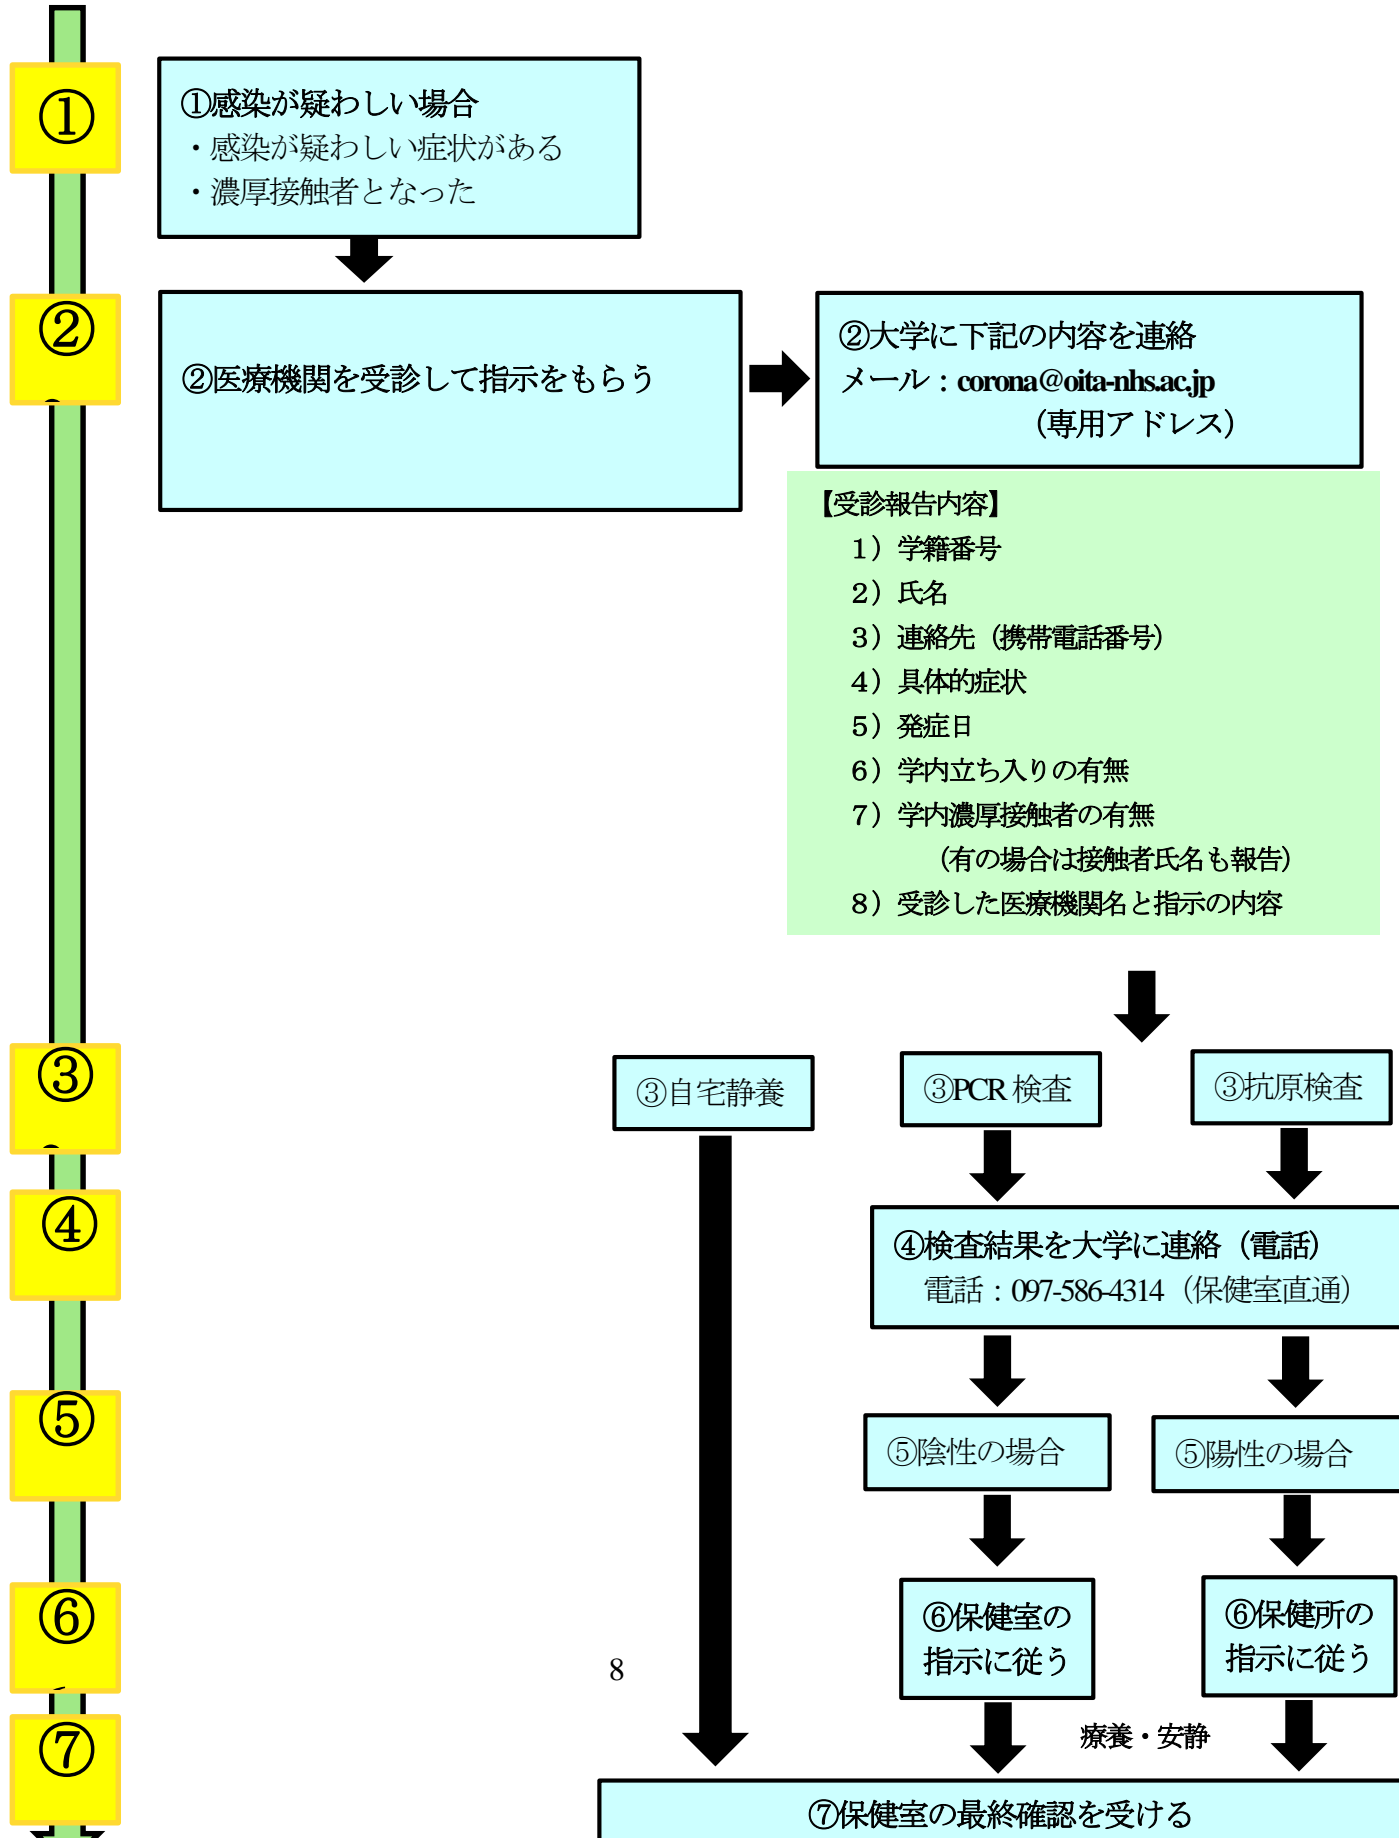 ①
①感染が疑わしい場合
・感染が疑わしい症状がある
・濃厚接触者となった
②
②医療機関を受診して指示をもらう
②大学に下記の内容を連絡
メール：corona@oita-nhs.ac.jp
（専用アドレス）
【受診報告内容】
１）学籍番号
２）氏名
３）連絡先（携帯電話番号）
４）具体的症状
５）発症日
６）学内立ち入りの有無
７）学内濃厚接触者の有無
（有の場合は接触者氏名も報告）
８）受診した医療機関名と指示の内容
③
③自宅静養
③PCR 検査
③抗原検査
④
④検査結果を大学に連絡（電話）
電話：097-586-4314（保健室直通）
⑤
⑤陰性の場合
⑤陽性の場合
⑥
⑥保健室の
指示に従う
⑥保健所の
指示に従う
8
⑦
療養・安静
⑦保健室の最終確認を受ける